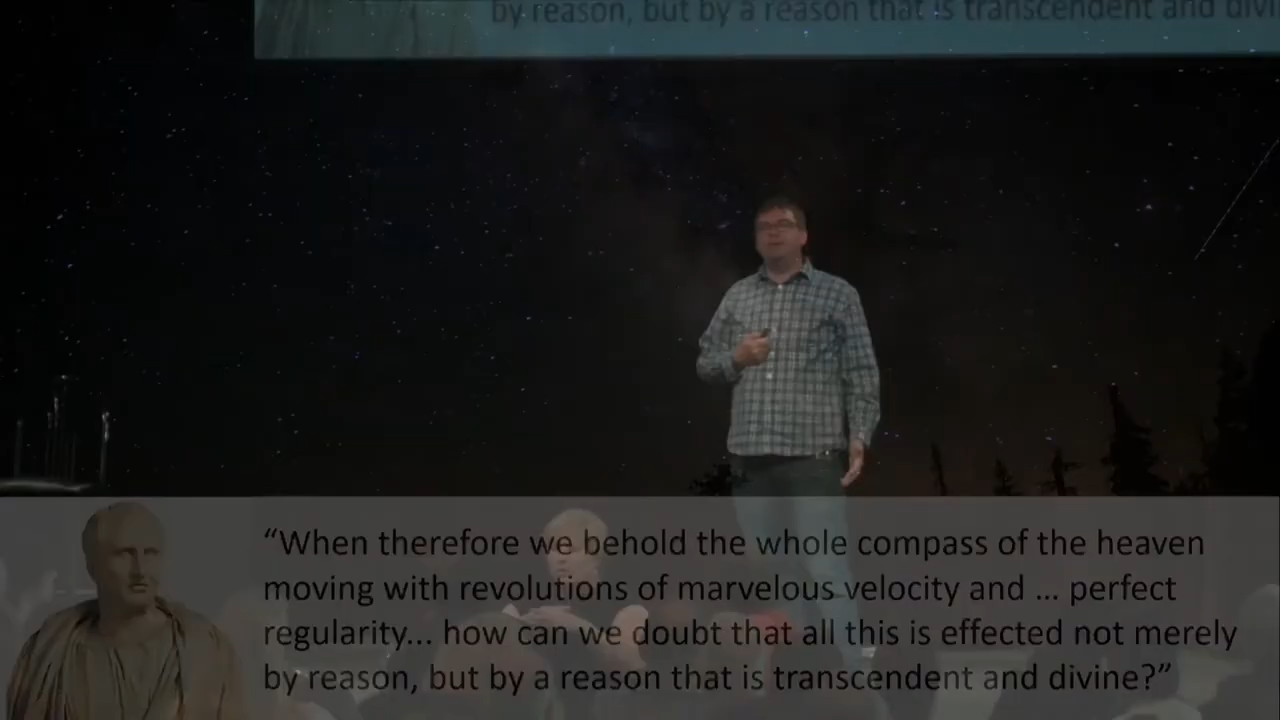 by reason, but by a reason that is transcendent and divi
“When therefore we behold the whole compass of the heaven
moving with revolutions of marvelous velocity and ... perfect
regularity... how can we doubt that all this is effected not merely
by reason, but by a reason that is transcendent and divine?”